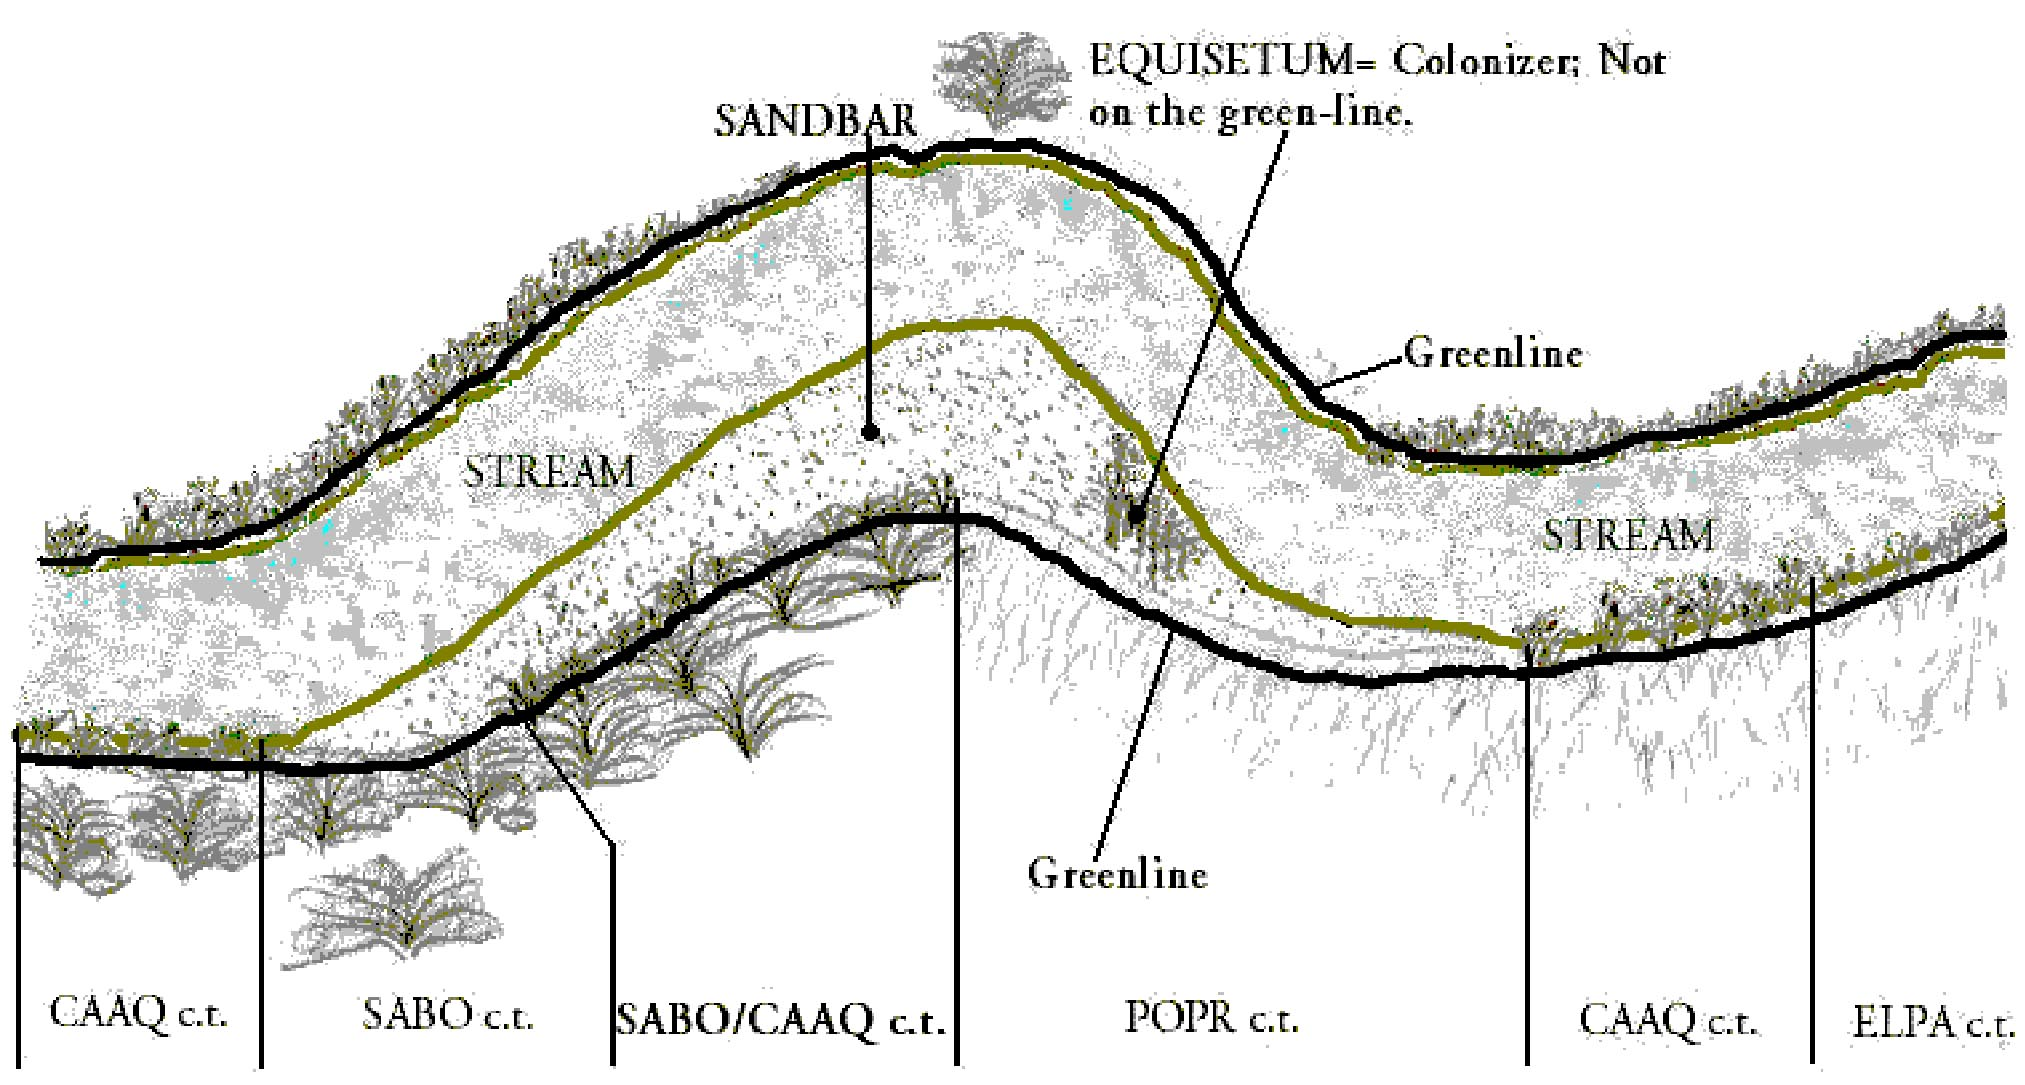 EQUISETUM= Colonizer; Not
on the green-line.
SANDBAR
Greenline
STREAM
STREAM
Greenline
CAAQ c.t.
SABO c.t.
SABO/CAAQ c.t.
POPR c.t.
CAAQ c.t.
ELPA c.t.